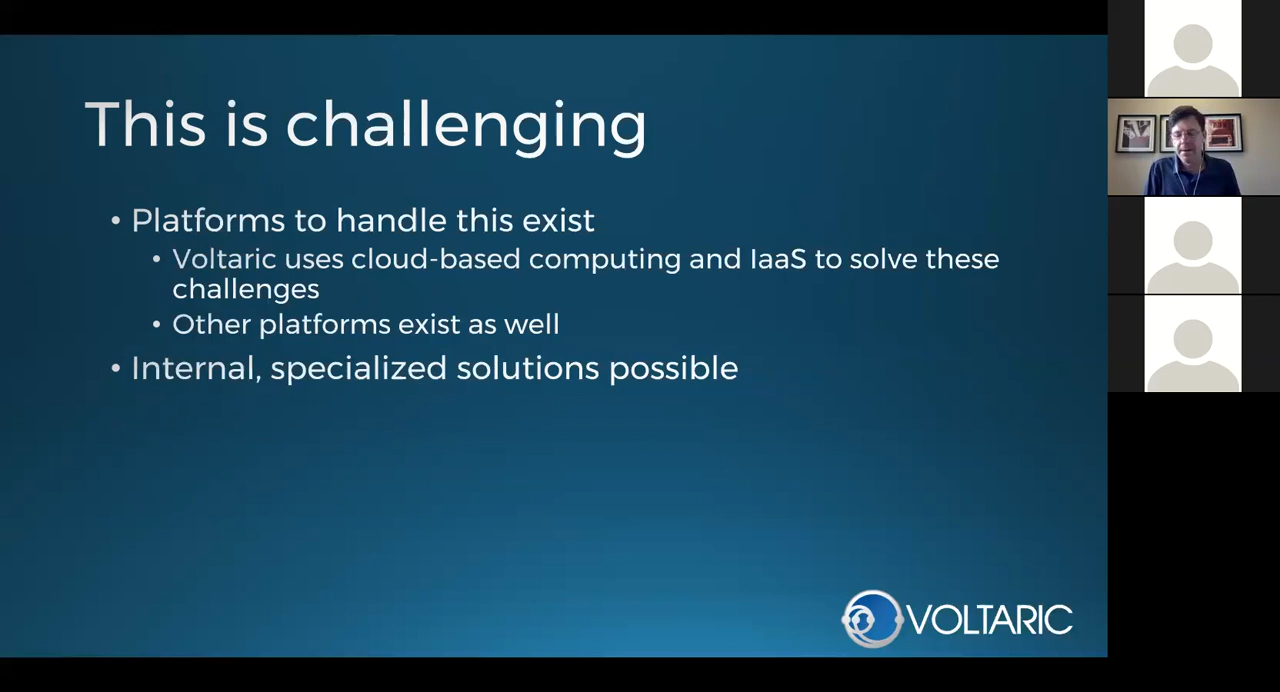 This is challenging
• Platforms to handle this exist
• Voltaric uses cloud-based computing and IaaS to solve these
challenges
• Other platforms exist as well
• Internal, specialized solutions possible
VOLTARIC